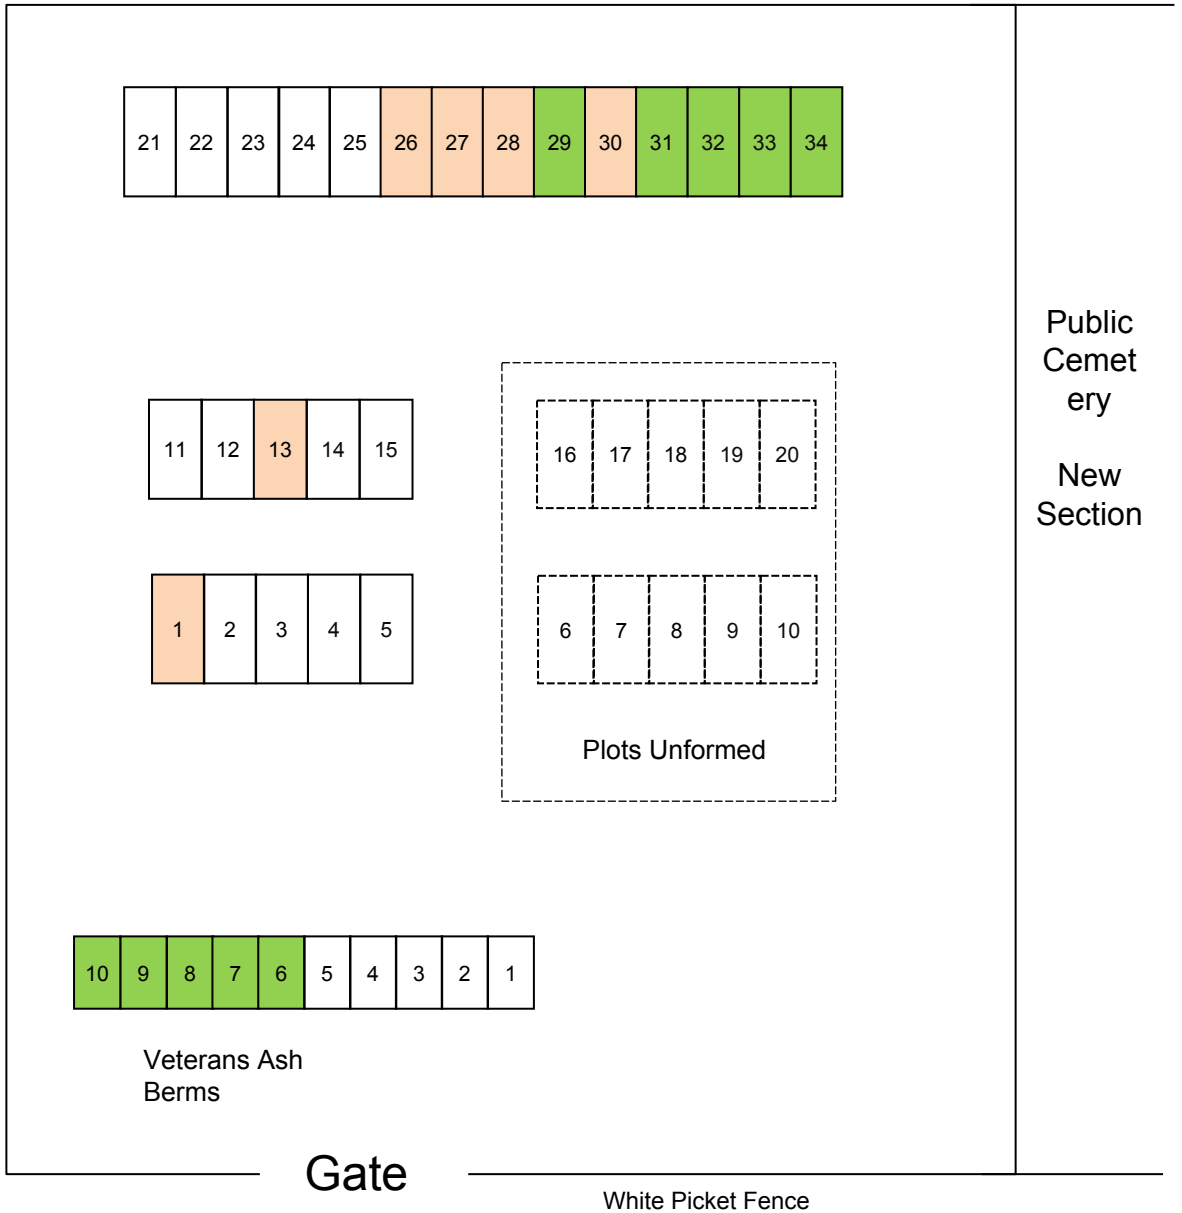 21 22 23 24 25 26 27 28 29 30 31 32 33 34
Public
Cemet
ery
New
Section
11 12 13 14 15
16 17 18 19 20
1 2 3 4 5
6 7 8 9 10
Plots Unformed
10 9 8 7 6 5 4 3 2 1
Veterans Ash
Berms
Gate
White Picket Fence